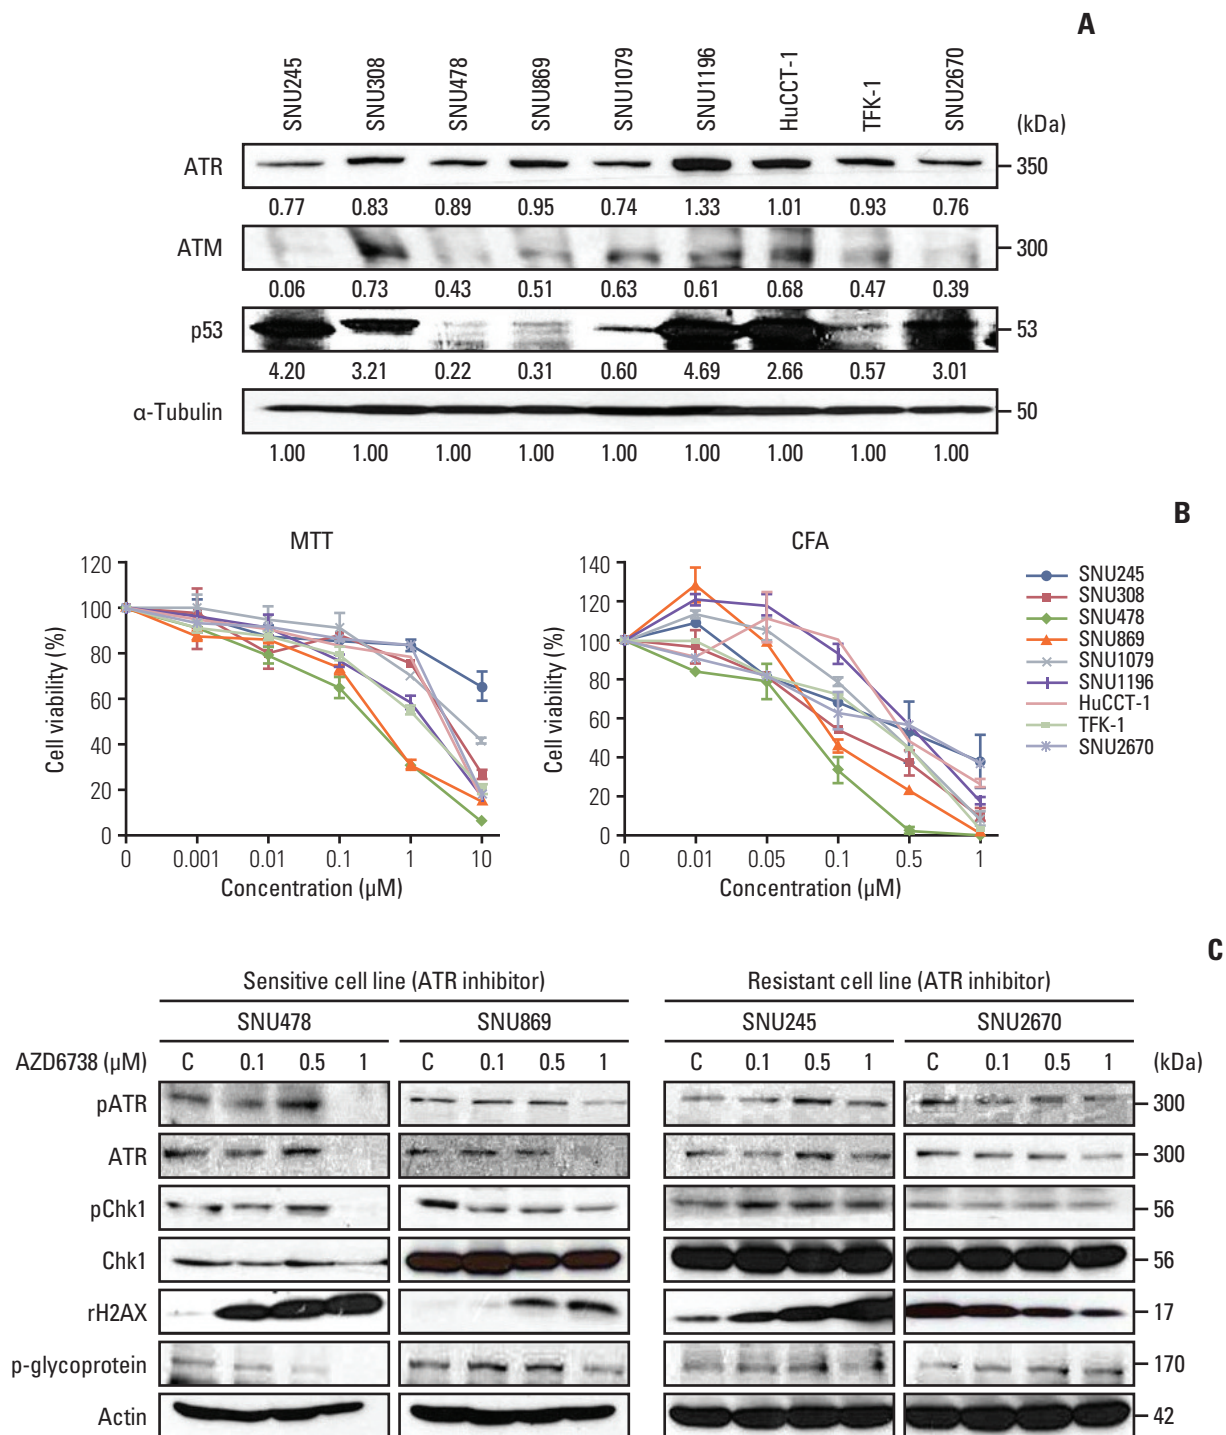 A
SNU245 SNU308 SNU478 SNU869 SNU1079 SNU1196 HuCCT-1 TFK-1 SNU2670 (kDa)
ATR 350
0.77 0.83 0.89 0.95 0.74 1.33 1.01 0.93 0.76
ATM 300
0.06 0.73 0.43 0.51 0.63 0.61 0.68 0.47 0.39
p53 53
4.20 3.21 0.22 0.31 0.60 4.69 2.66 0.57 3.01
α-Tubulin 50
1.00 1.00 1.00 1.00 1.00 1.00 1.00 1.00 1.00
B
MTT
Cell viability (%)
120
100
80
60
40
20
0
0 0.001 0.01 0.1 1 10
Concentration (µM)
CFA
Cell viability (%)
140
120
100
80
60
40
20
0
0 0.01 0.05 0.1 0.5 1
Concentration (µM)
SNU245
SNU308
SNU478
SNU869
SNU1079
SNU1196
HuCCT-1
TFK-1
SNU2670
C
Sensitive cell line (ATR inhibitor) Resistant cell line (ATR inhibitor)
SNU478 SNU869 SNU245 SNU2670
AZD6738 (µM) C 0.1 0.5 1 C 0.1 0.5 1 C 0.1 0.5 1 C 0.1 0.5 1 (kDa)
pATR 300
ATR 300
pChk1 56
Chk1 56
rH2AX 17
p-glycoprotein 170
Actin 42